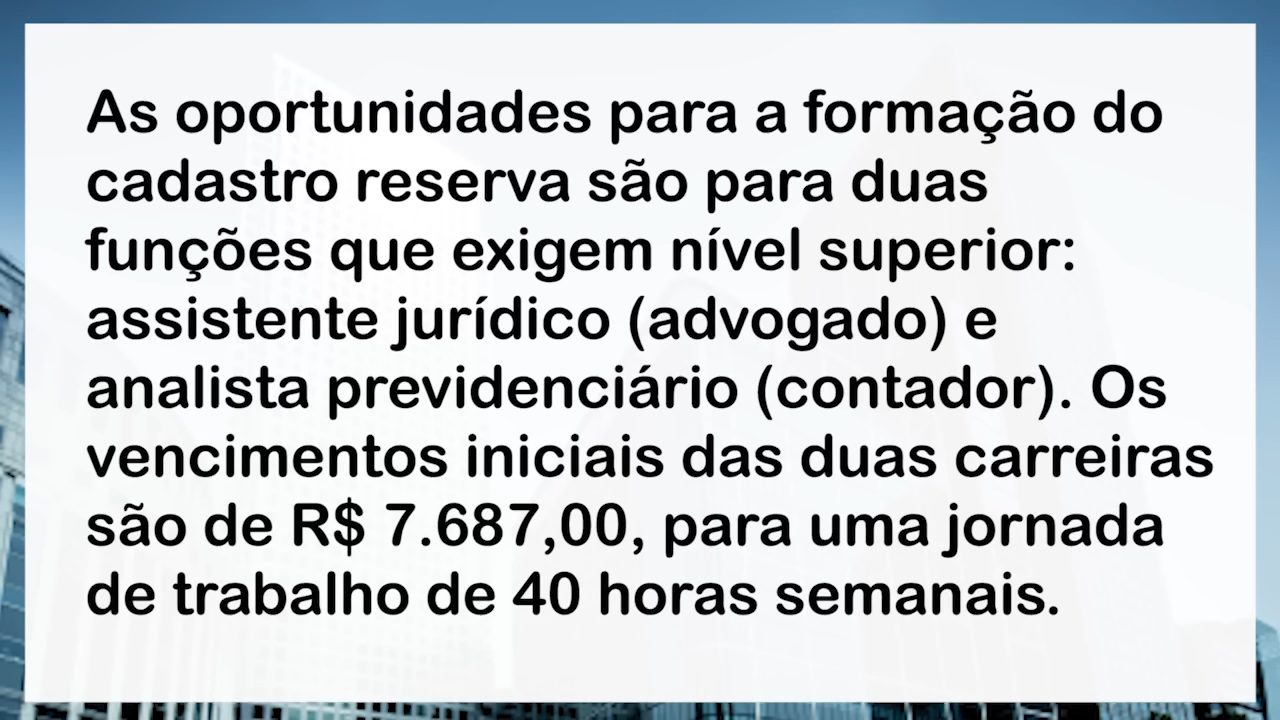 As oportunidades para a formação do
cadastro reserva são para duas
funções que exigem nível superior:
assistente jurídico (advogado) e
analista previdenciário (contador). Os
vencimentos iniciais das duas carreiras
são de R$ 7.687,00, para uma jornada
de trabalho de 40 horas semanais.